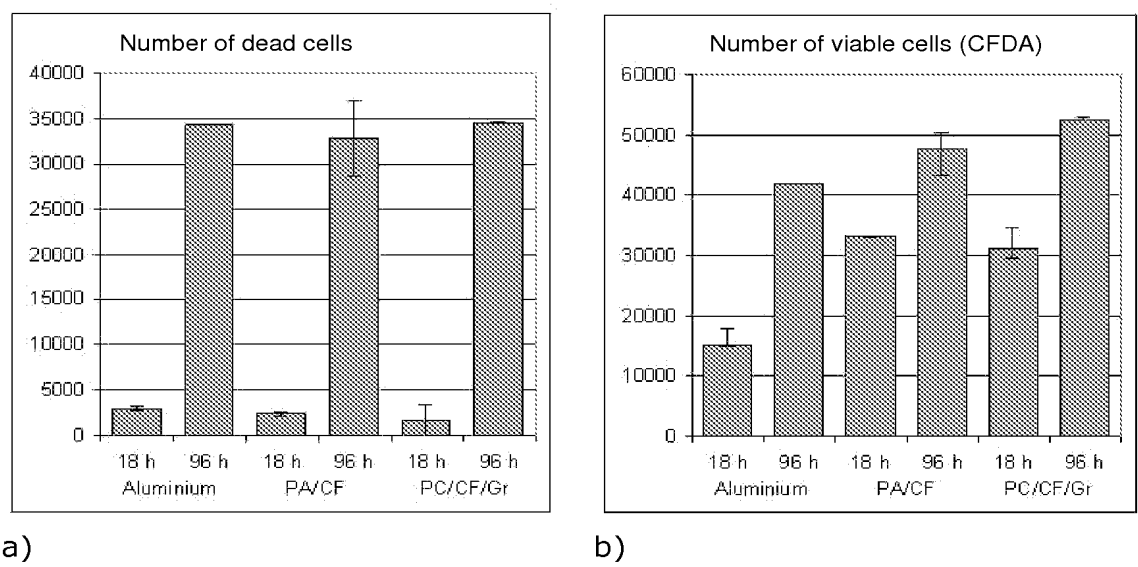 Number of dead cells
40000
35000
30000
25000
20000
15000
10000
5000
0
18 h 96 h 18 h 96 h 18 h 96 h
Aluminium PA/CF PC/CF/Gr
a)
Number of viable cells (CFDA)
60000
50000
40000
30000
20000
10000
0
18 h 96 h 18 h 96 h 18 h 96 h
Aluminium PA/CF PC/CF/Gr
b)